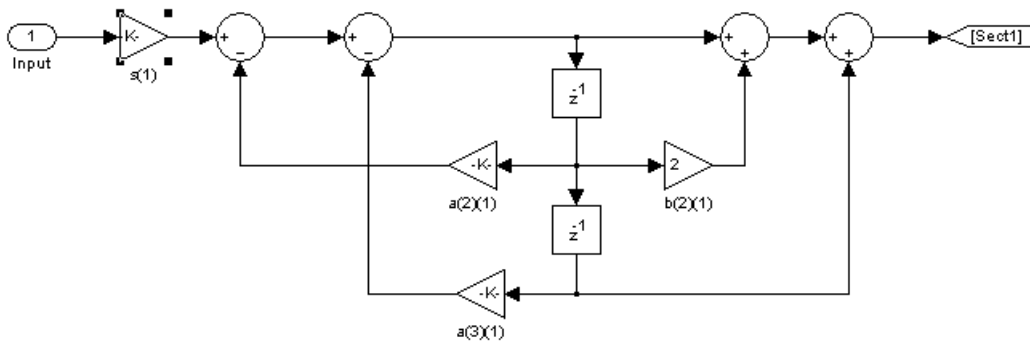 1
Input
K-
s(1)
+
−
+
−
+
+
+
+
[Sect1]
z-1
-K-
a(2)(1)
2
b(2)(1)
z-1
-K-
a(3)(1)